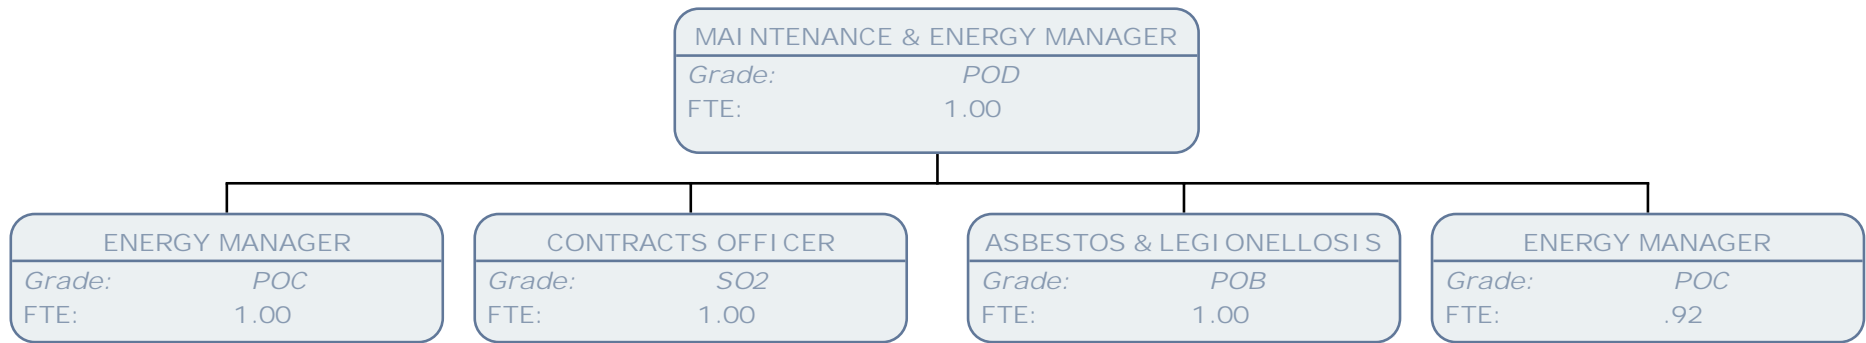 MAINTENANCE & ENERGY MANAGER
Grade: POD
FTE: 1.00
ENERGY MANAGER
Grade: POC
FTE: 1.00
CONTRACTS OFFICER
Grade: SO2
FTE: 1.00
ASBESTOS & LEGIONELLOSIS
Grade: POB
FTE: 1.00
ENERGY MANAGER
Grade: POC
FTE: .92